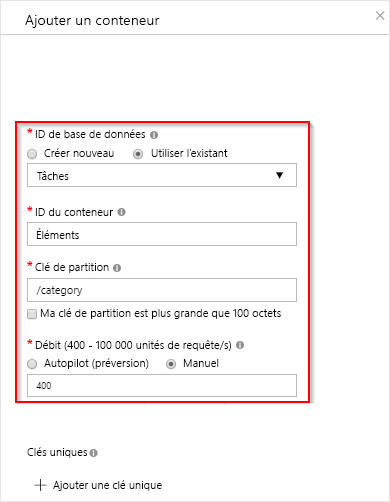 Ajouter un conteneur
* ID de base de données
Créer nouveau Utiliser l'existant
Tâches
* ID du conteneur
Éléments
* Clé de partition
/category
Ma clé de partition est plus grande que 100 octets
* Débit (400 - 100 000 unités de requête/s)
Autopilot (préversion) Manuel
400
Clés uniques
Ajouter une clé unique